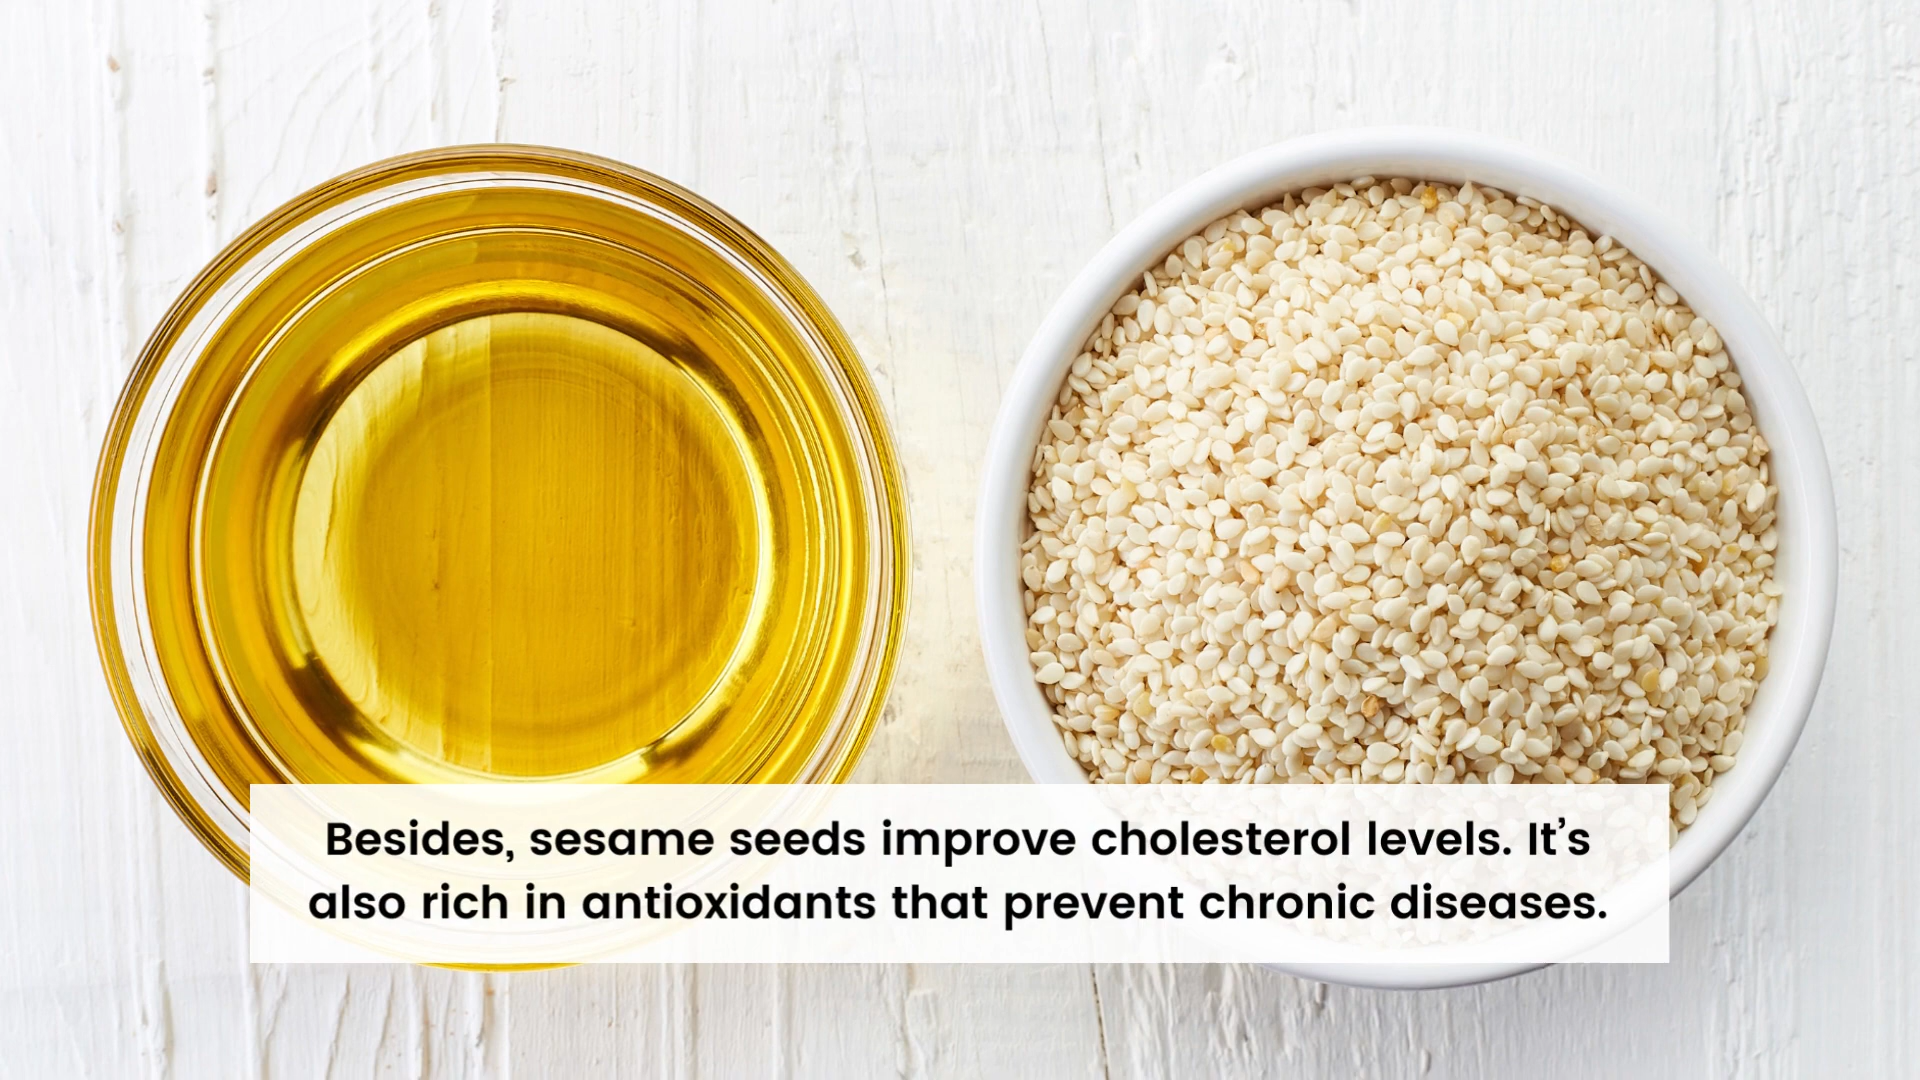 Besides, sesame seeds improve cholesterol levels. It’s
also rich in antioxidants that prevent chronic diseases.